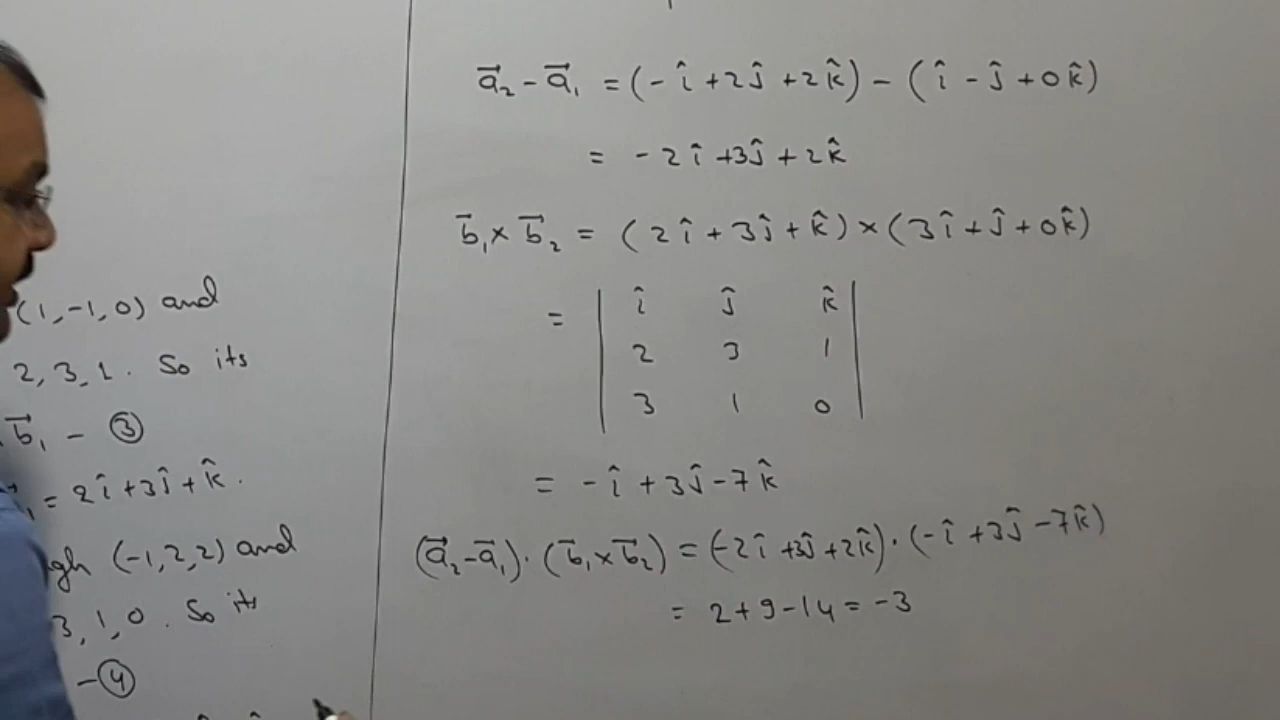 (1,-1,0) and
2,3,1. So its
b⃗₁ - ③
₁ = 2î+3ĵ+k̂.
gh (-1,2,2) and
3,1,0. So its
-④
a⃗₂-a⃗₁ = (-î+2ĵ+2k̂)-(î-ĵ+0k̂)
= -2î+3ĵ+2k̂
b⃗₁×b⃗₂ = (2î+3ĵ+k̂)×(3î+ĵ+0k̂)
= | î ĵ k̂ |
| 2 3 1 |
| 3 1 0 |
= -î+3ĵ-7k̂
(a⃗₂-a⃗₁).(b⃗₁×b⃗₂) = (-2î+3ĵ+2k̂).(-î+3ĵ-7k̂)
= 2+9-14=-3